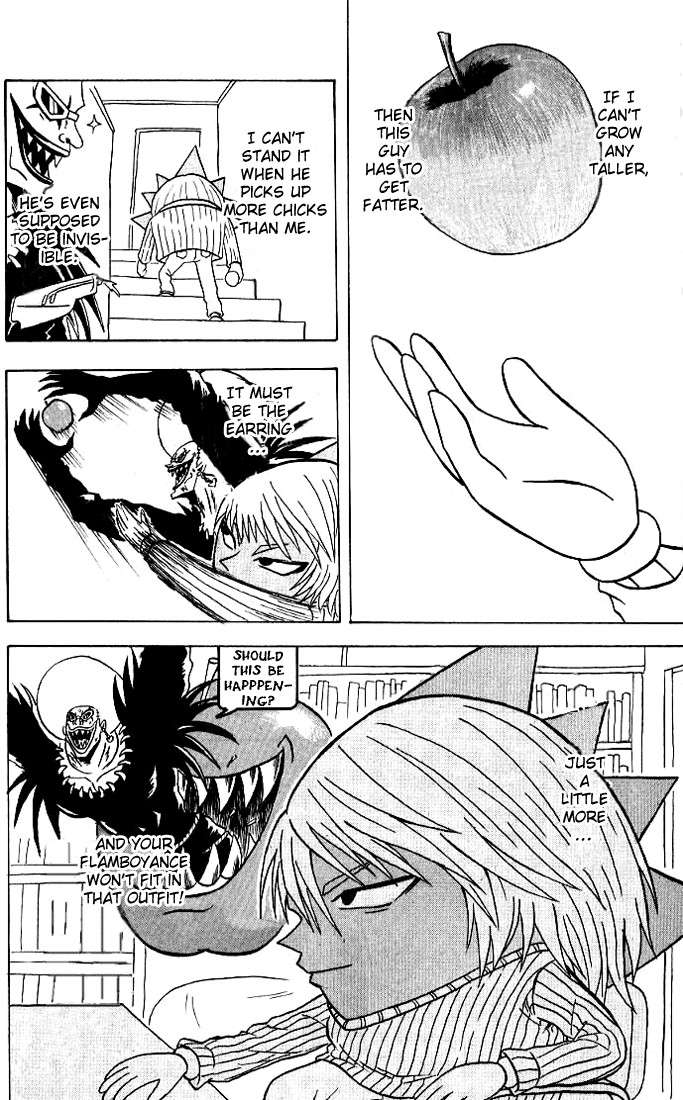 IF I
CAN'T
GROW
ANY
TALLER,
THEN
THIS
GUY
HAS TO
GET
FATTER.
I CAN'T
STAND IT
WHEN HE
PICKS UP
MORE CHICKS
THAN ME.
HE'S EVEN
SUPPOSED
TO BE INVIS-
IBLE.
IT MUST
BE THE
EARRING
...
SHOULD
THIS BE
HAPPPEN-
ING?
JUST
A
LITTLE
MORE
...
AND YOUR
FLAMBOYANCE
WON'T FIT IN
THAT OUTFIT!